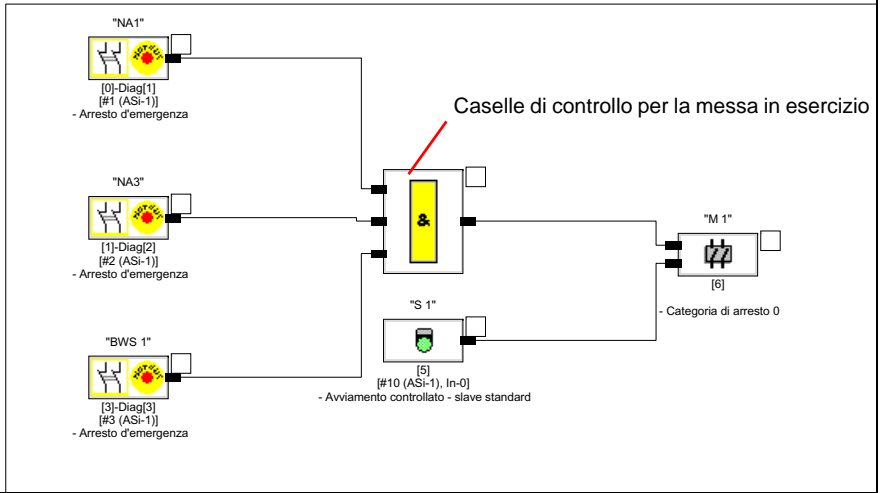 "NA1"
[0]-Diag[1]
[#1 (ASi-1)]
- Arresto d'emergenza
Caselle di controllo per la messa in esercizio
"NA3"
[1]-Diag[2]
[#2 (ASi-1)]
- Arresto d'emergenza
&
"M 1"
[6]
- Categoria di arresto 0
"S 1"
[5]
[#10 (ASi-1), In-0]
- Avviamento controllato - slave standard
"BWS 1"
[3]-Diag[3]
[#3 (ASi-1)]
- Arresto d'emergenza